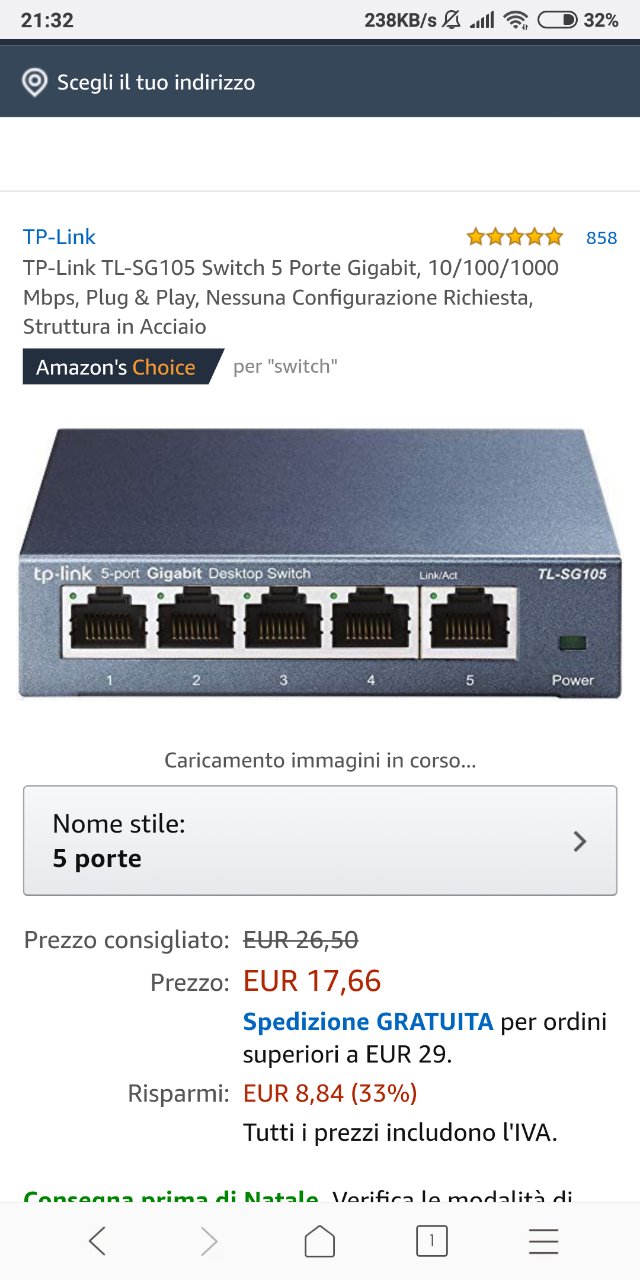 21:32
238KB/s
32%
Scegli il tuo indirizzo
TP-Link
858
TP-Link TL-SG105 Switch 5 Porte Gigabit, 10/100/1000
Mbps, Plug & Play, Nessuna Configurazione Richiesta,
Struttura in Acciaio
Amazon's Choice per "switch"
tp-link 5-port Gigabit Desktop Switch
Link/Act
TL-SG105
1 2 3 4 5
Power
Caricamento immagini in corso...
Nome stile:
5 porte
Prezzo consigliato: EUR 26,50
Prezzo: EUR 17,66
Spedizione GRATUITA per ordini
superiori a EUR 29.
Risparmi: EUR 8,84 (33%)
Tutti i prezzi includono l'IVA.
Consegna prima di Natale. Verifica le modalità di
1